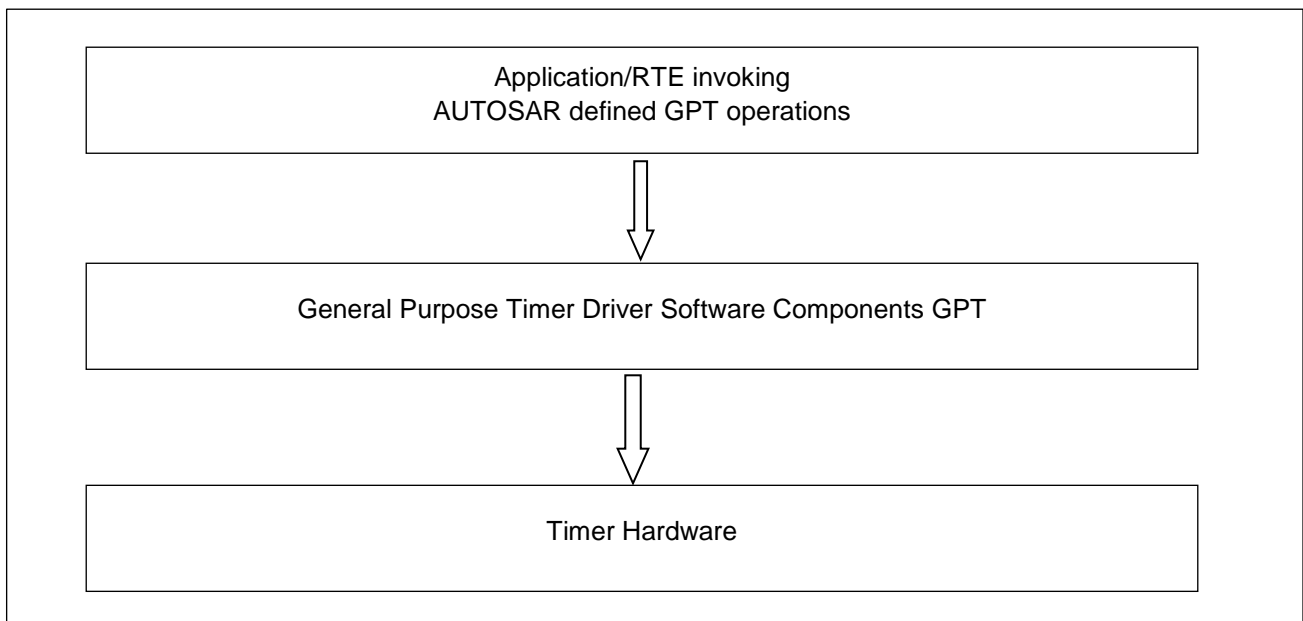 Application/RTE invoking
AUTOSAR defined GPT operations
General Purpose Timer Driver Software Components GPT
Timer Hardware